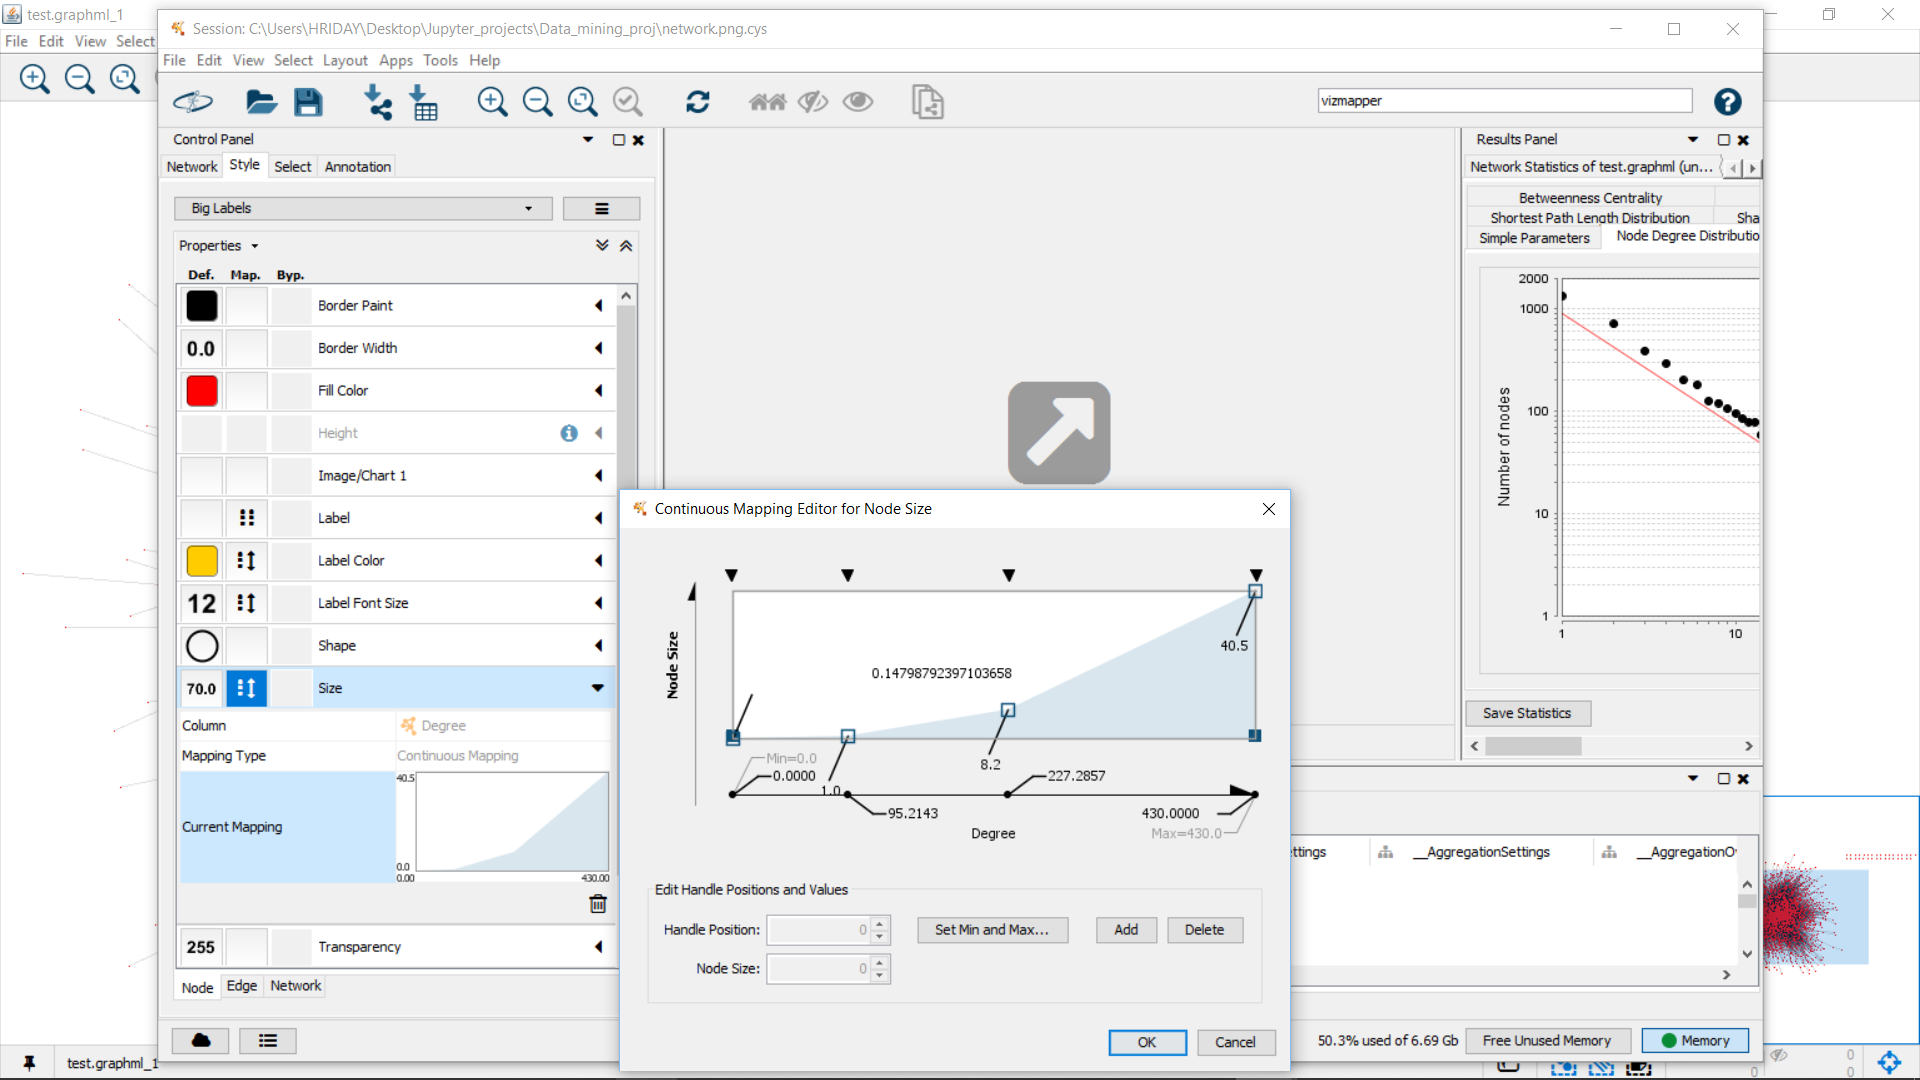 test.graphml_1
File Edit View Select
Session: C:\Users\HRIDAY\Desktop\Jupyter_projects\Data_mining_proj\network.png.cys
File Edit View Select Layout Apps Tools Help
vizmapper
?
Control Panel
Network Style Select Annotation
Big Labels
Properties
Def. Map. Byp.
Border Paint
0.0 Border Width
Fill Color
Height
Image/Chart 1
Label
Label Color
12 Label Font Size
Shape
70.0 Size
Column Degree
Mapping Type Continuous Mapping
Current Mapping
40.5
0.0
0.00 430.00
255 Transparency
Node Edge Network
test.graphml_1
Continuous Mapping Editor for Node Size
Node Size
0.14798792397103658
40.5
8.2
1.0
Min=0.0
0.0000
227.2857
95.2143
430.0000
Degree
Max=430.0
Edit Handle Positions and Values
Handle Position: 0 Set Min and Max... Add Delete
Node Size: 0
OK Cancel
Results Panel
Network Statistics of test.graphml (un...
Betweenness Centrality
Shortest Path Length Distribution Sha
Simple Parameters Node Degree Distributio
2000
1000
100
10
1
1 10
Number of nodes
Save Statistics
ttings __AggregationSettings __AggregationO
50.3% used of 6.69 Gb Free Unused Memory Memory
0
0
0